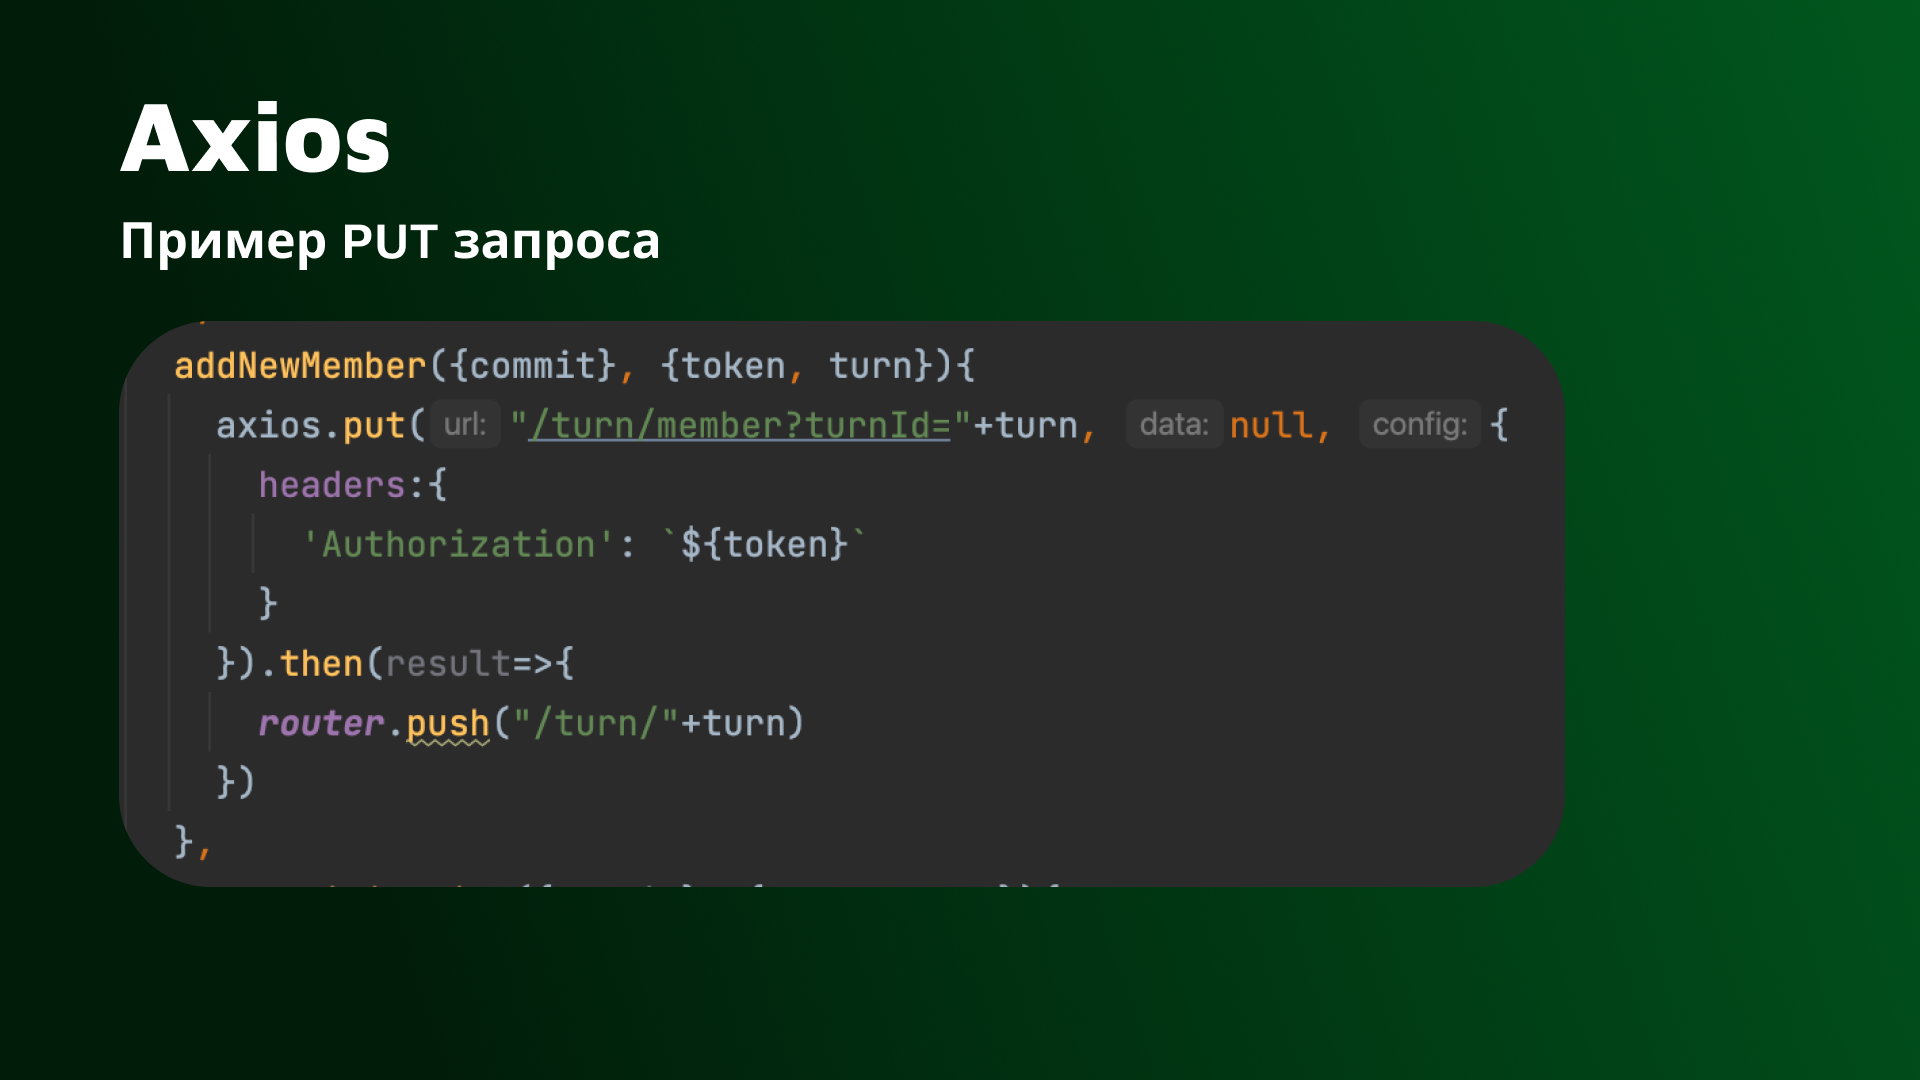 Axios
Пример PUT запроса
addNewMember({commit}, {token, turn}){
axios.put( url: "/turn/member?turnId="+turn, data: null, config: {
headers:{
'Authorization': `${token}`
}
}).then(result=>{
router.push("/turn/"+turn)
})
},